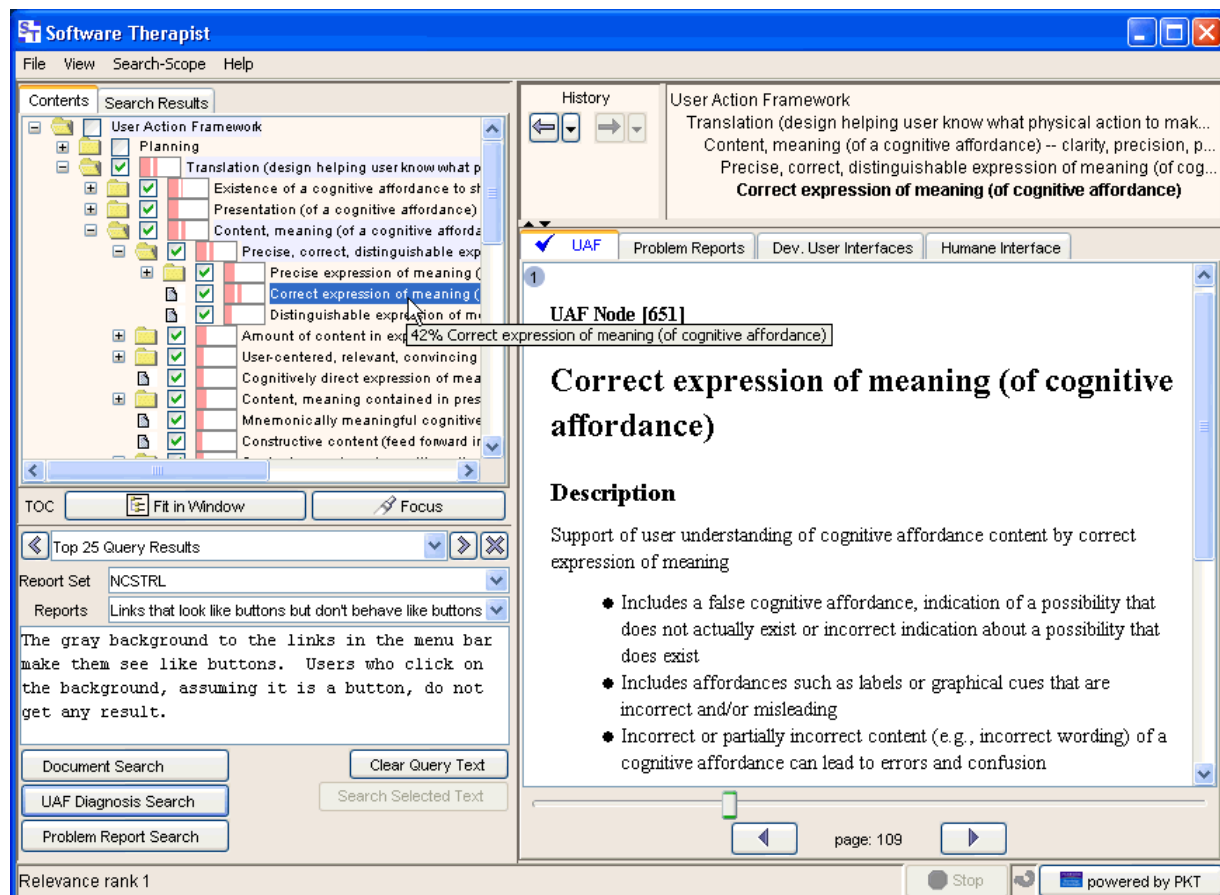 Software Therapist
File View Search-Scope Help
Contents Search Results
User Action Framework
Planning
Translation (design helping user know what p
Existence of a cognitive affordance to sh
Presentation (of a cognitive affordance)
Content, meaning (of a cognitive afforda
Precise, correct, distinguishable exp
Precise expression of meaning (
Correct expression of meaning (
Distinguishable expression of me
42% Correct expression of meaning (of cognitive affordance)
Amount of content in exp
User-centered, relevant, convincing
Cognitively direct expression of mea
Content, meaning contained in pres
Mnemonically meaningful cognitive
Constructive content (feed forward in
TOC Fit in Window Focus
Top 25 Query Results
Report Set NCSTRL
Reports Links that look like buttons but don't behave like buttons
The gray background to the links in the menu bar
make them see like buttons. Users who click on
the background, assuming it is a button, do not
get any result.
Document Search Clear Query Text
UAF Diagnosis Search Search Selected Text
Problem Report Search
History
User Action Framework
Translation (design helping user know what physical action to mak...
Content, meaning (of a cognitive affordance) -- clarity, precision, p...
Precise, correct, distinguishable expression of meaning (of cog...
Correct expression of meaning (of cognitive affordance)
UAF Problem Reports Dev. User Interfaces Humane Interface
1
UAF Node [651]
Correct expression of meaning (of cognitive
affordance)
Description
Support of user understanding of cognitive affordance content by correct
expression of meaning
● Includes a false cognitive affordance, indication of a possibility that
does not actually exist or incorrect indication about a possibility that
does exist
● Includes affordances such as labels or graphical cues that are
incorrect and/or misleading
● Incorrect or partially incorrect content (e.g., incorrect wording) of a
cognitive affordance can lead to errors and confusion
page: 109
Relevance rank 1 Stop powered by PKT